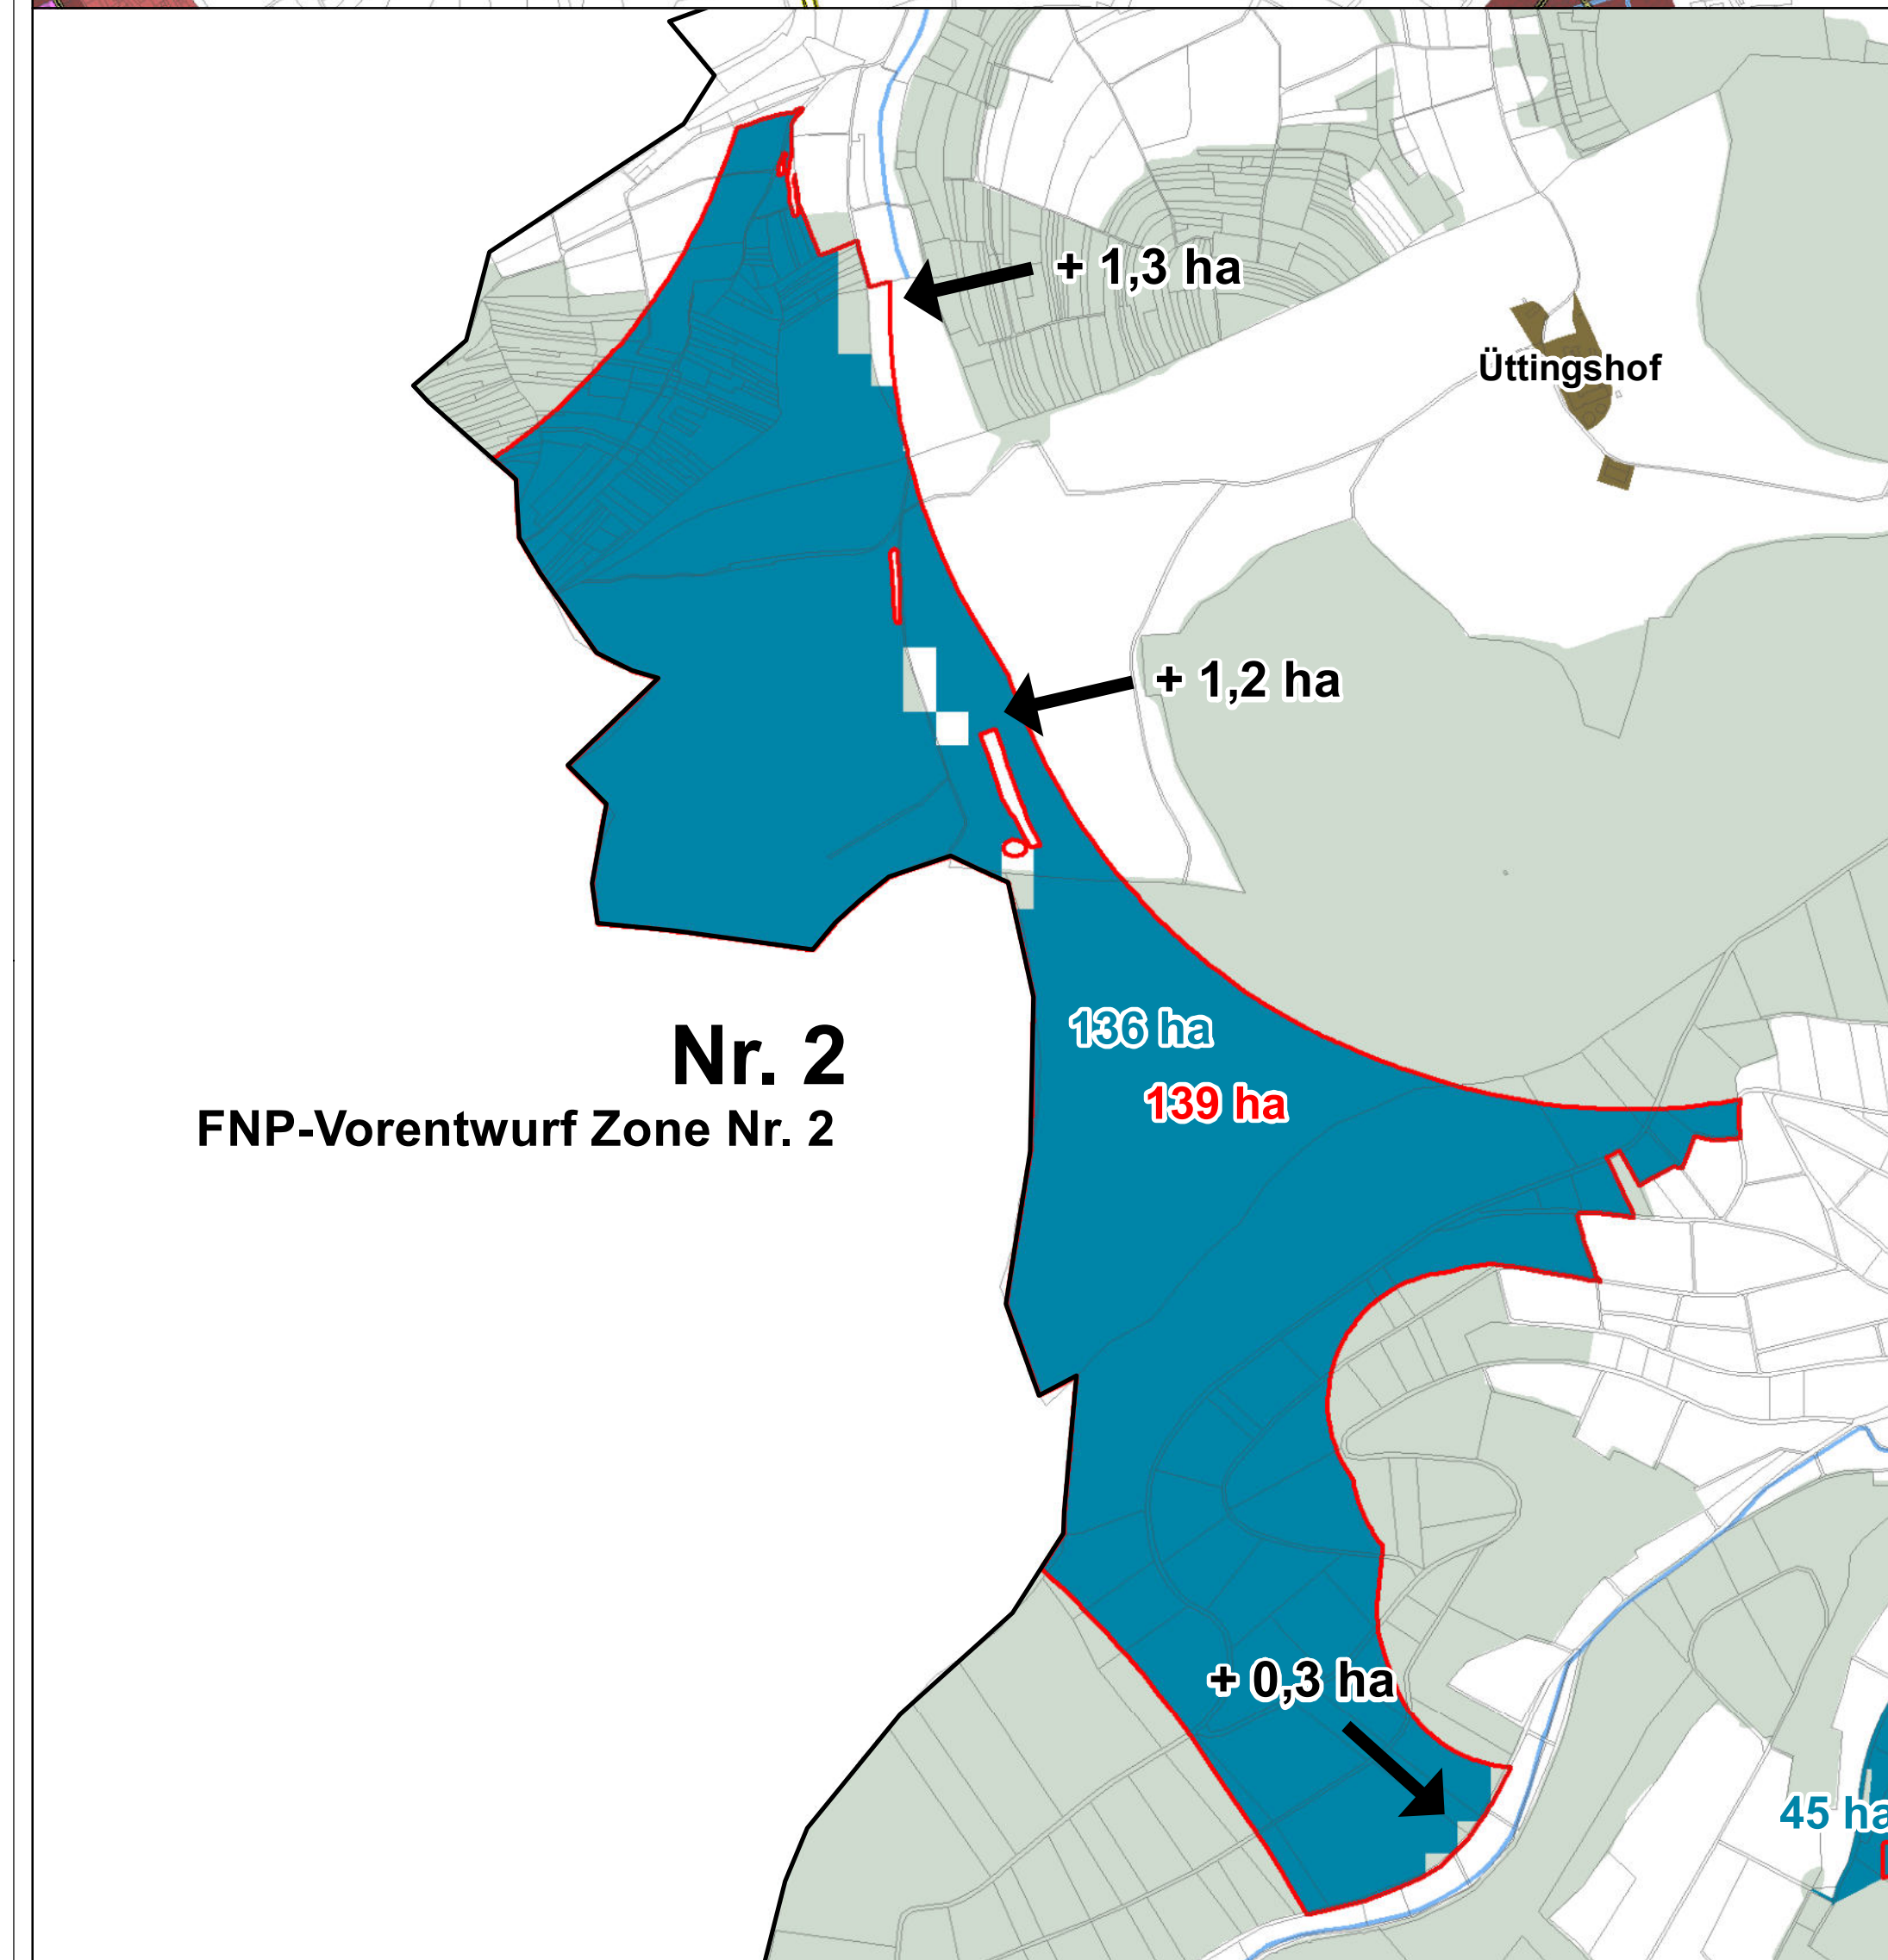 + 1,3 ha
Üttingshof
+ 1,2 ha
136 ha
139 ha
Nr. 2
FNP-Vorentwurf Zone Nr. 2
+ 0,3 ha
45 ha